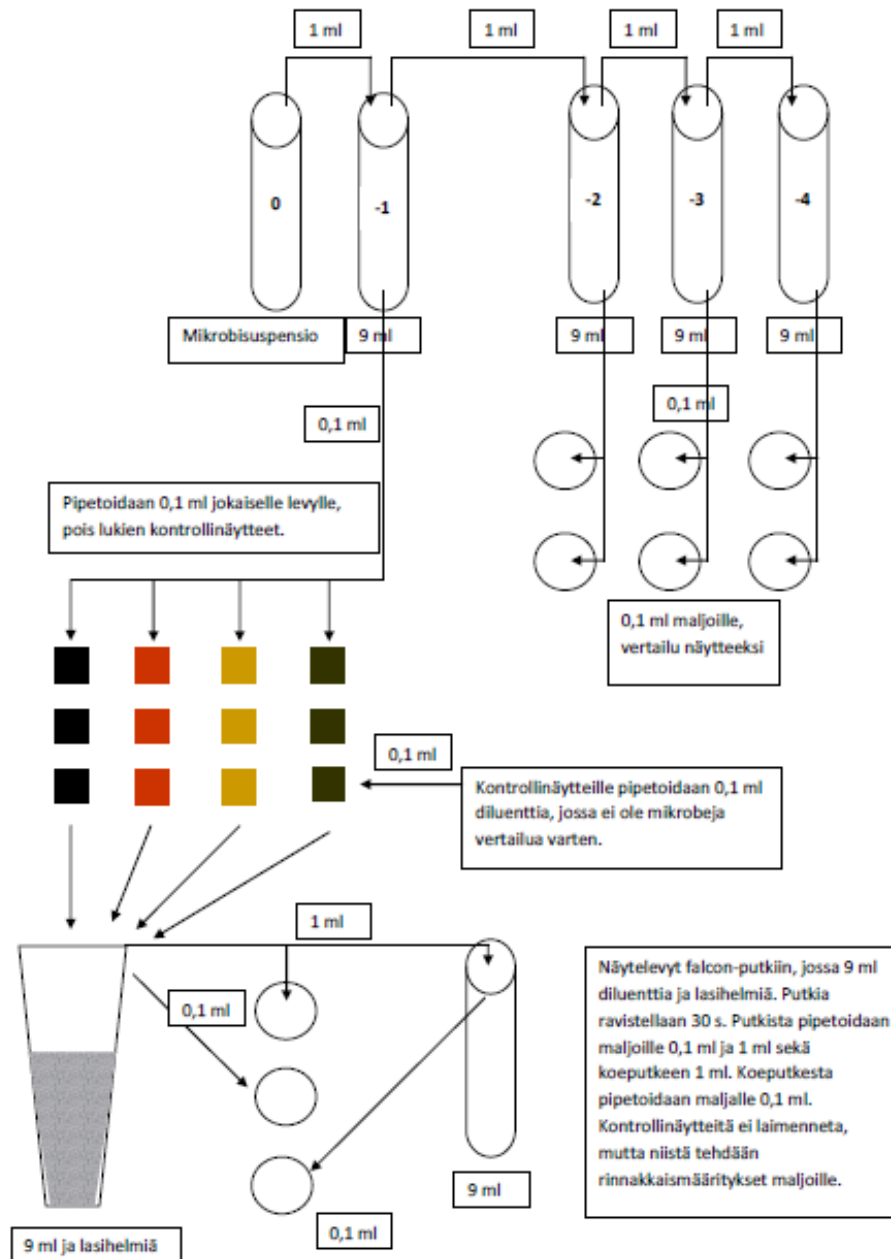 1 ml
1 ml
1 ml
1 ml
0
-1
-2
-3
-4
Mikrobisuspensio
9 ml
9 ml
9 ml
9 ml
0,1 ml
0,1 ml
Pipetoidaan 0,1 ml jokaiselle levylle,
pois lukien kontrollinäytteet.
0,1 ml maljoille,
vertailu näytteeksi
0,1 ml
Kontrollinäytteille pipetoidaan 0,1 ml
diluenttia, jossa ei ole mikrobeja
vertailua varten.
1 ml
0,1 ml
Näytelevyt falcon-putkiin, jossa 9 ml
diluenttia ja lasihelmiä. Putkia
ravistellaan 30 s. Putkista pipetoidaan
maljoille 0,1 ml ja 1 ml sekä
koeputkeen 1 ml. Koeputkesta
pipetoidaan maljalle 0,1 ml.
Kontrollinäytteitä ei laimenneta,
mutta niistä tehdään
rinnakkaismääritykset maljoille.
9 ml
0,1 ml
9 ml ja lasihelmiä